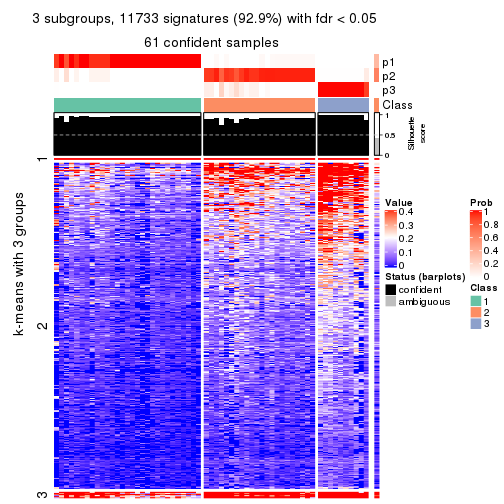 3 subgroups, 11733 signatures (92.9%) with fdr < 0.05
61 confident samples
p1
p2
p3
Class
1
0.5
0
Silhouette
score
k-means with 3 groups
1
2
3
Value
0.4
0.3
0.2
0.1
0
Status (barplots)
confident
ambiguous
Prob
1
0.8
0.6
0.4
0.2
0
Class
1
2
3